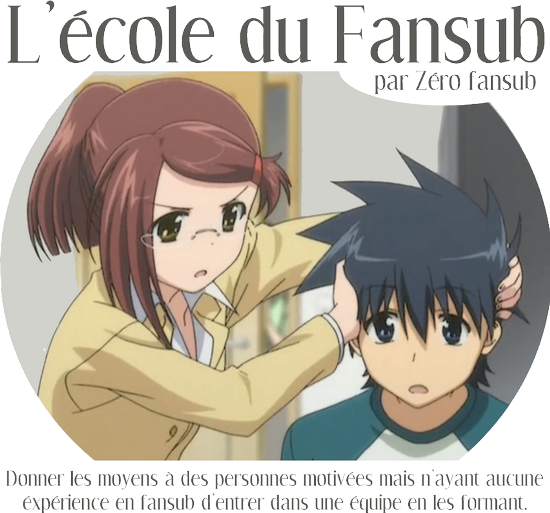 L'école du Fansub
par Zéro fansub
Donner les moyens à des personnes motivées mais n'ayant aucune
éxpérience en fansub d'entrer dans une équipe en les formant.